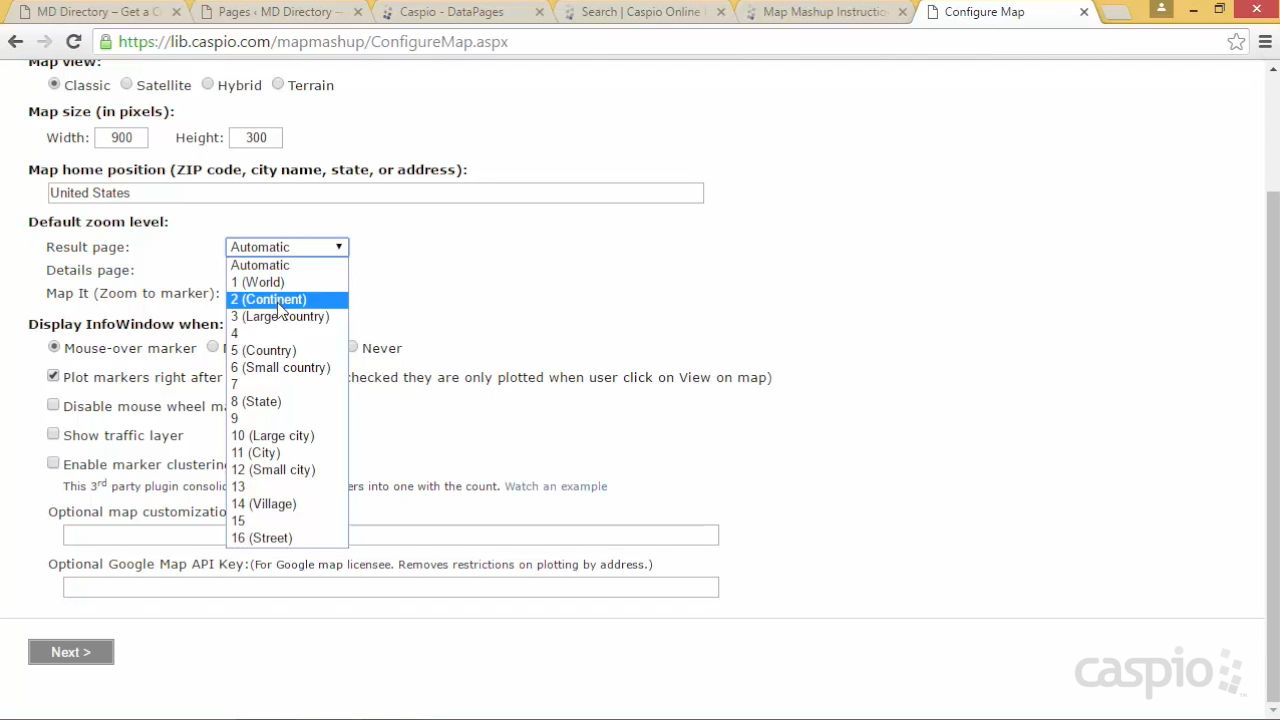 MD Directory – Get a C
Pages ‹ MD Directory —
Caspio - DataPages
Search | Caspio Online
Map Mashup Instruction
Configure Map
https://lib.caspio.com/mapmashup/ConfigureMap.aspx
Map view:
Classic Satellite Hybrid Terrain
Map size (in pixels):
Width: 900 Height: 300
Map home position (ZIP code, city name, state, or address):
United States
Default zoom level:
Result page: Automatic
Automatic
Details page:
1 (World)
Map It (Zoom to marker):
2 (Continent)
3 (Large country)
Display InfoWindow when:
4
Mouse-over marker Never
5 (Country)
6 (Small country)
Plot markers right after checked they are only plotted when user click on View on map)
7
8 (State)
Disable mouse wheel
9
Show traffic layer
10 (Large city)
11 (City)
Enable marker clustering
12 (Small city)
This 3rd party plugin ers into one with the count. Watch an example
13
14 (Village)
Optional map
15
16 (Street)
Optional Google Map API Key:(For Google map licensee. Removes restrictions on plotting by address.)
Next >
caspio